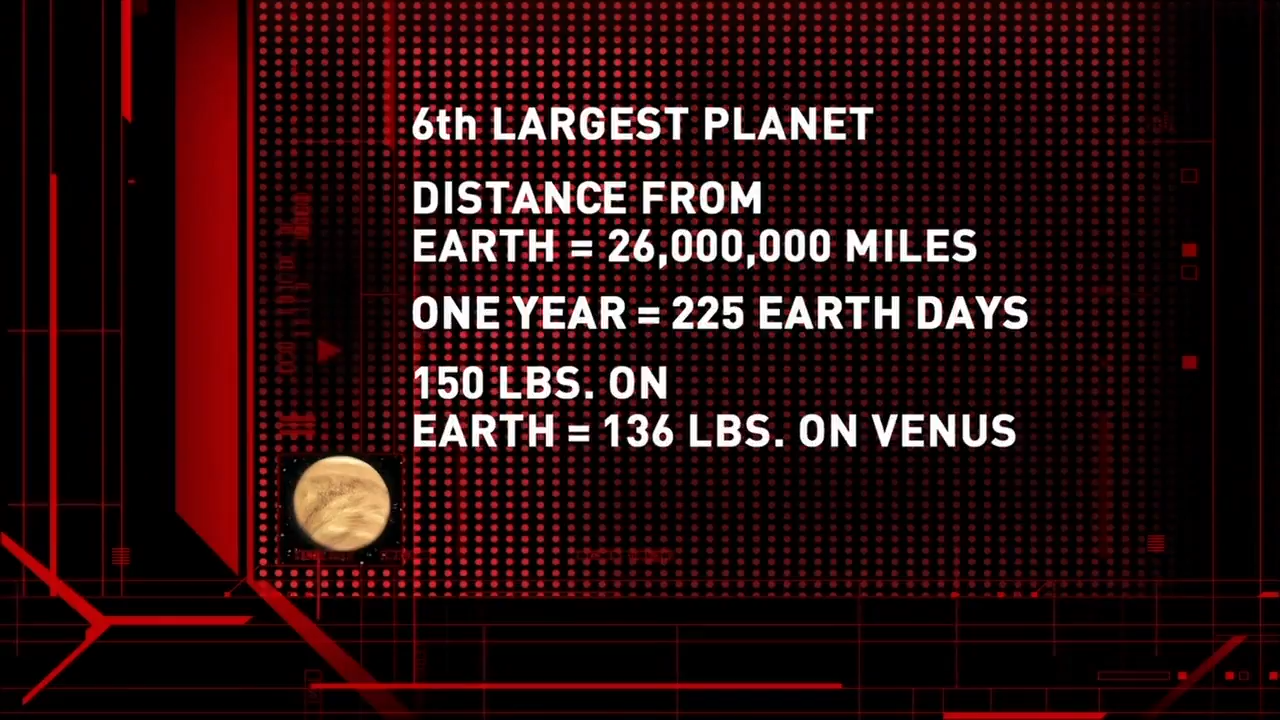 6th LARGEST PLANET
DISTANCE FROM
EARTH = 26,000,000 MILES
ONE YEAR = 225 EARTH DAYS
150 LBS. ON
EARTH = 136 LBS. ON VENUS